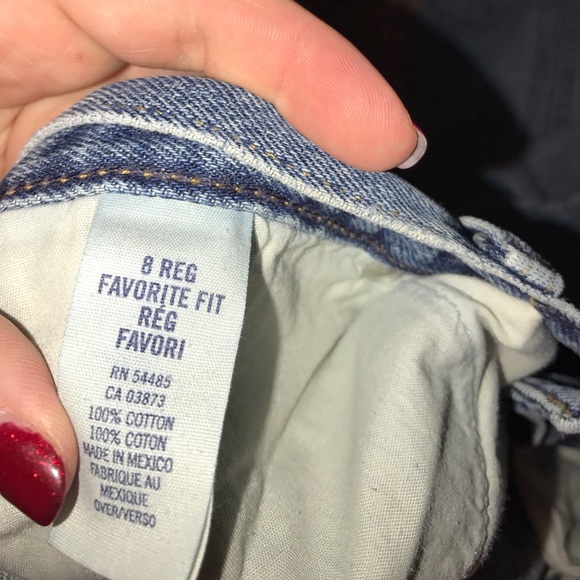 8 REG
FAVORITE FIT
RÉG
FAVORI
RN 54485
CA 03873
100% COTTON
100% COTON
MADE IN MEXICO
FABRIQUE AU
MEXIQUE
OVER/VERSO